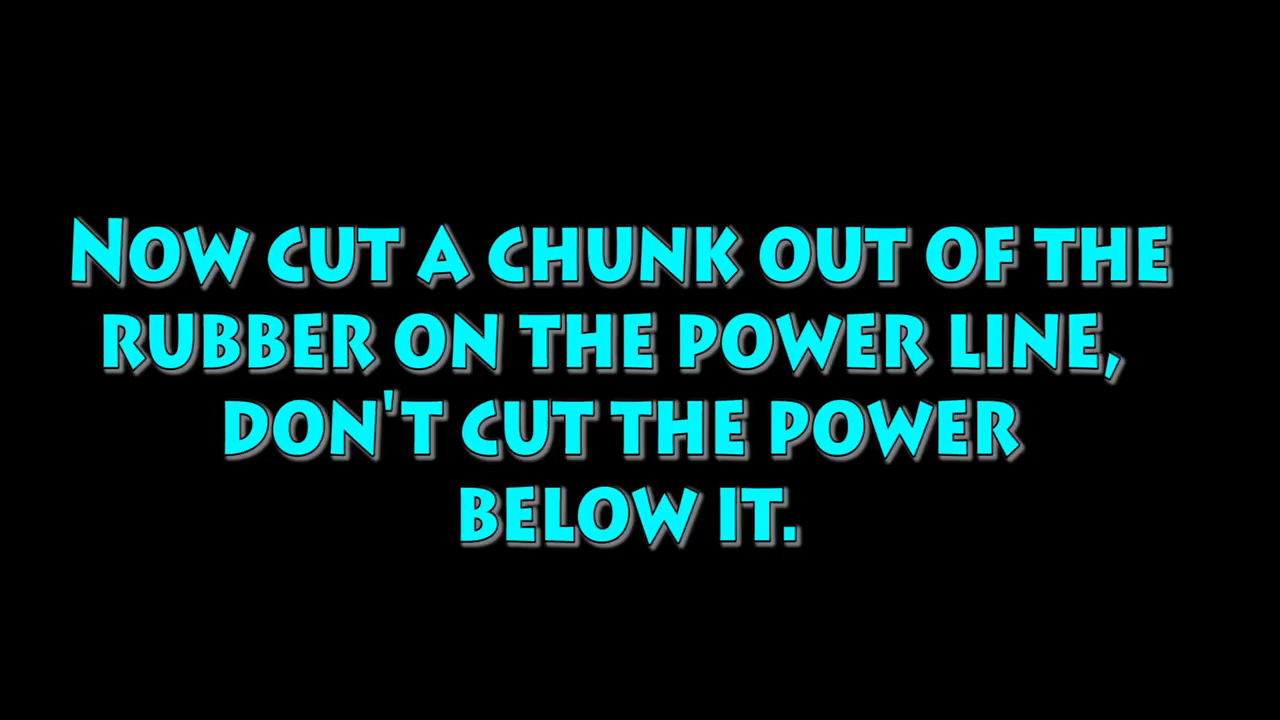 Now cut a chunk out of the
rubber on the power line,
don't cut the power
below it.